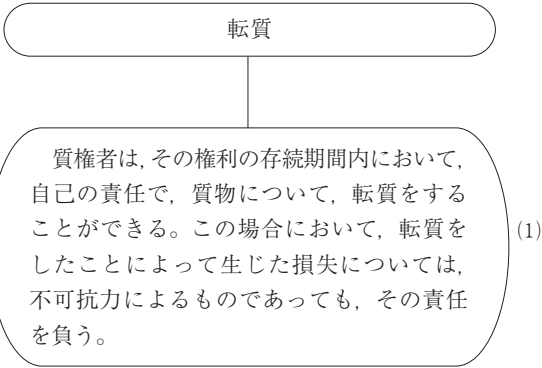 転質
質権者は,その権利の存続期間内において,
自己の責任で，質物について，転質をする
ことができる。この場合において，転質を
したことによって生じた損失については,
不可抗力によるものであっても，その責任
を負う。
(1)